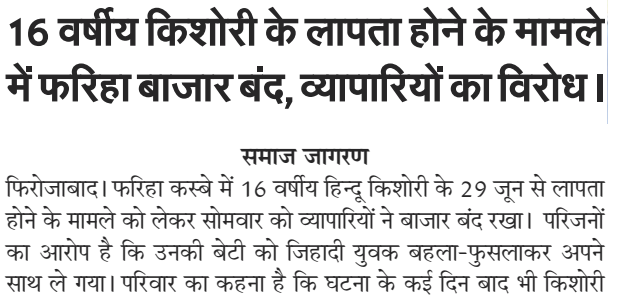 16 वर्षीय किशोरी के लापता होने के मामले
में फरिहा बाजार बंद, व्यापारियों का विरोध।
समाज जागरण
फिरोजाबाद। फरिहा कस्बे में 16 वर्षीय हिन्दू किशोरी के 29 जून से लापता
होने के मामले को लेकर सोमवार को व्यापारियों ने बाजार बंद रखा। परिजनों
का आरोप है कि उनकी बेटी को जिहादी युवक बहला-फुसलाकर अपने
साथ ले गया। परिवार का कहना है कि घटना के कई दिन बाद भी किशोरी